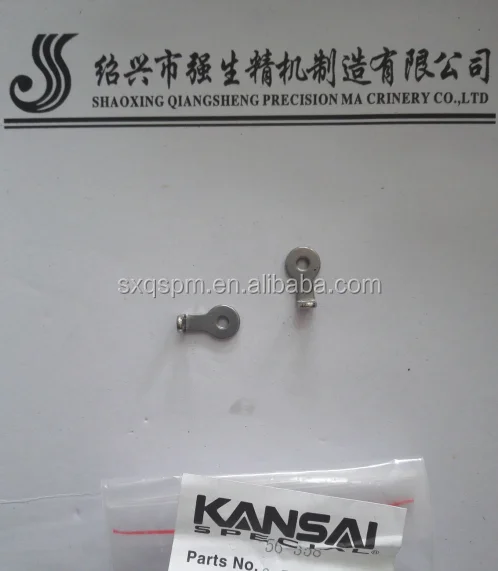 绍兴市强生精机制造有限公司
SHAOXING QIANGSHENG PRECISION MA CRINERY CO.,LTD
sxqspm.en.alibaba.com
KANSAI
SPECIAL®
Parts No.